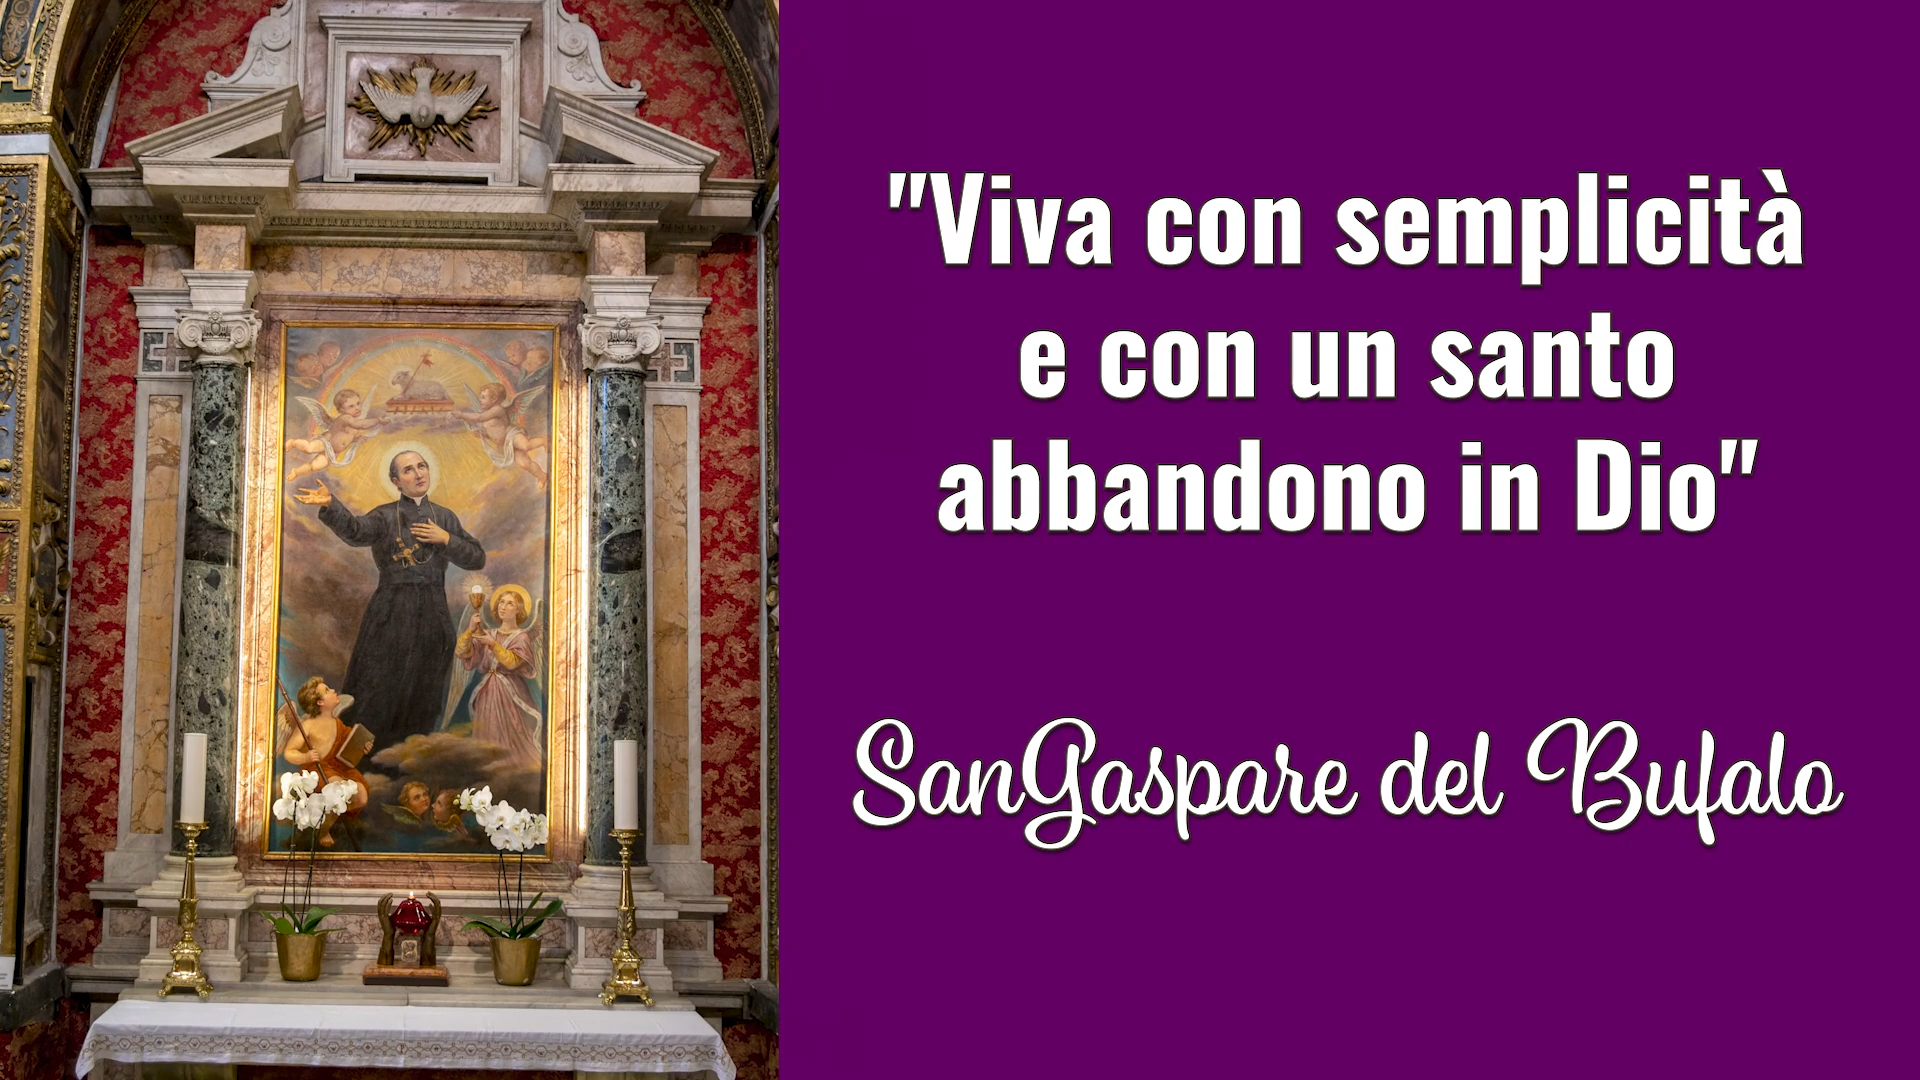 "Viva con semplicità
e con un santo
abbandono in Dio"
SanGaspare del Bufalo